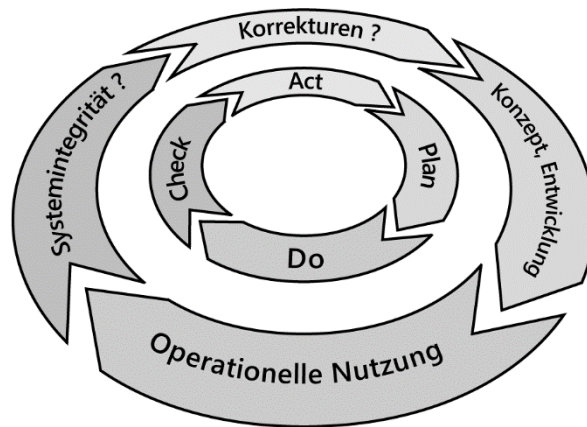 Korrekturen ?
Konzept, Entwicklung
Operationelle Nutzung
Systemintegrität ?
Act
Plan
Do
Check